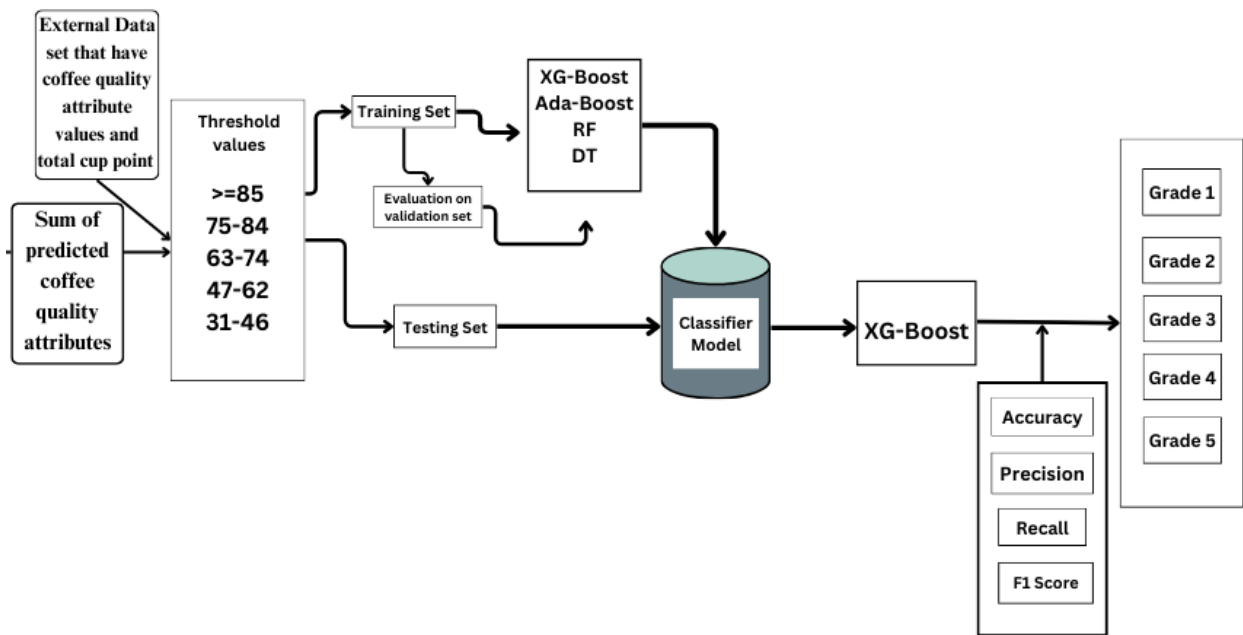 External Data
set that have
coffee quality
attribute
values and
total cup point
Sum of
predicted
coffee
quality
attributes
Threshold
values
>=85
75-84
63-74
47-62
31-46
Training Set
Evaluation on
validation set
Testing Set
XG-Boost
Ada-Boost
RF
DT
Classifier
Model
XG-Boost
Accuracy
Precision
Recall
F1 Score
Grade 1
Grade 2
Grade 3
Grade 4
Grade 5